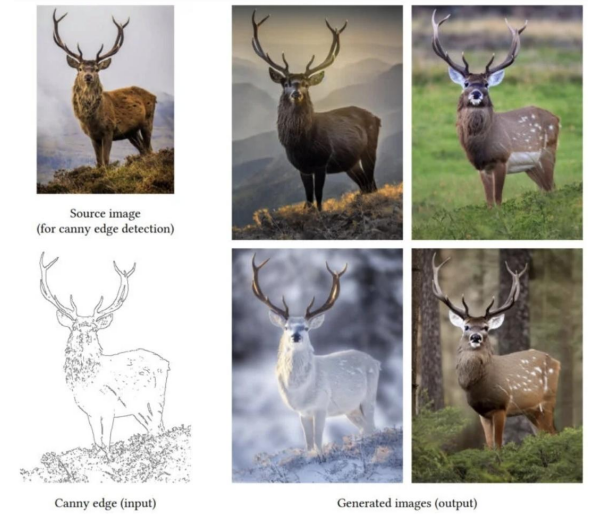 Source image
(for canny edge detection)
Canny edge (input)
Generated images (output)